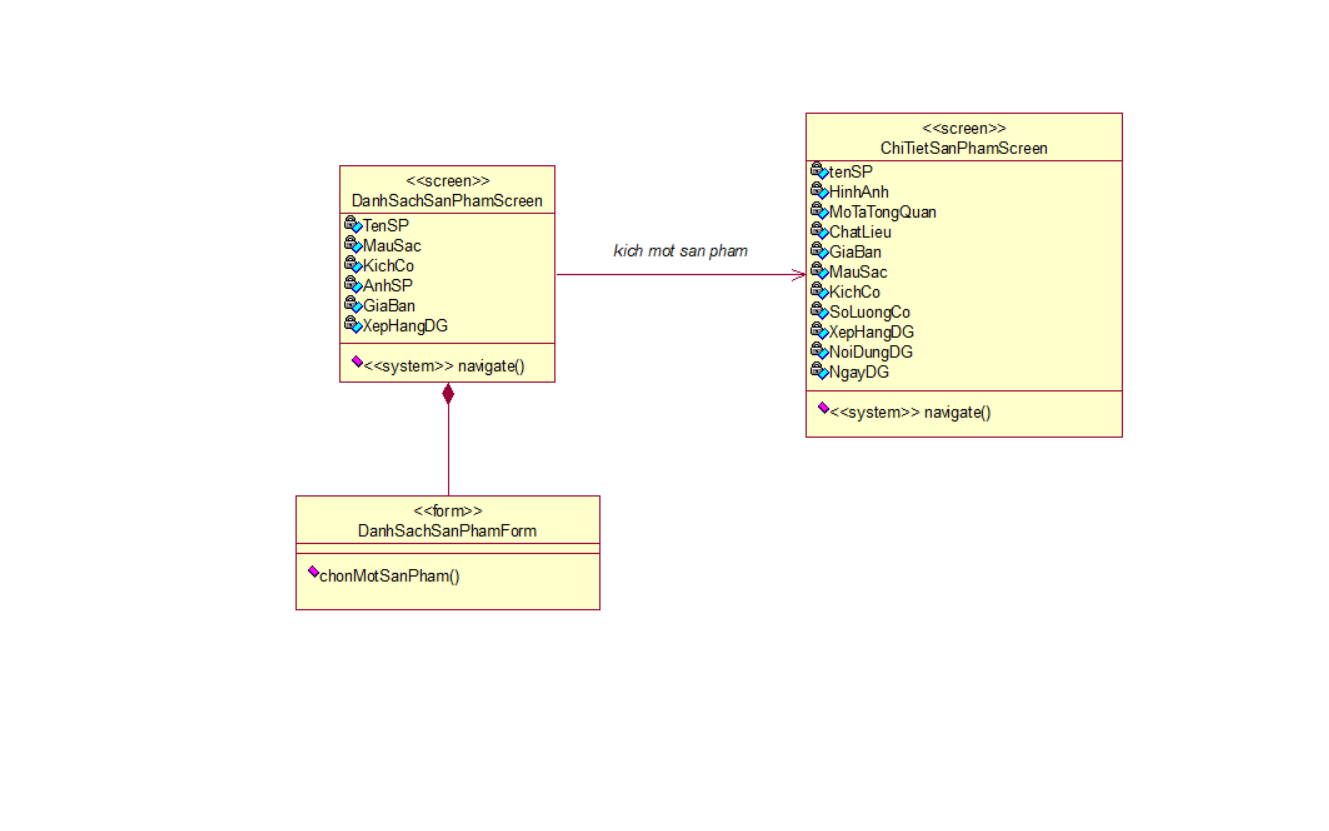 <<screen>>
DanhSachSanPhamScreen
TenSP
MauSac
KichCo
AnhSP
GiaBan
XepHangDG
<<system>> navigate()
kich mot san pham
<<screen>>
ChiTietSanPhamScreen
tenSP
HinhAnh
MoTaTongQuan
ChatLieu
GiaBan
MauSac
KichCo
SoLuongCo
XepHangDG
NoiDungDG
NgayDG
<<system>> navigate()
<<form>>
DanhSachSanPhamForm
chonMotSanPham()